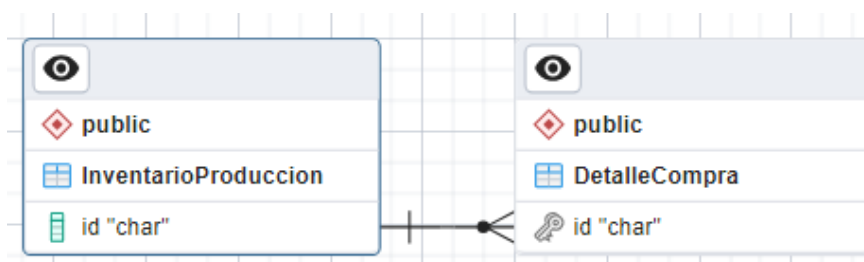 public
InventarioProduccion
id "char"
public
DetalleCompra
id "char"